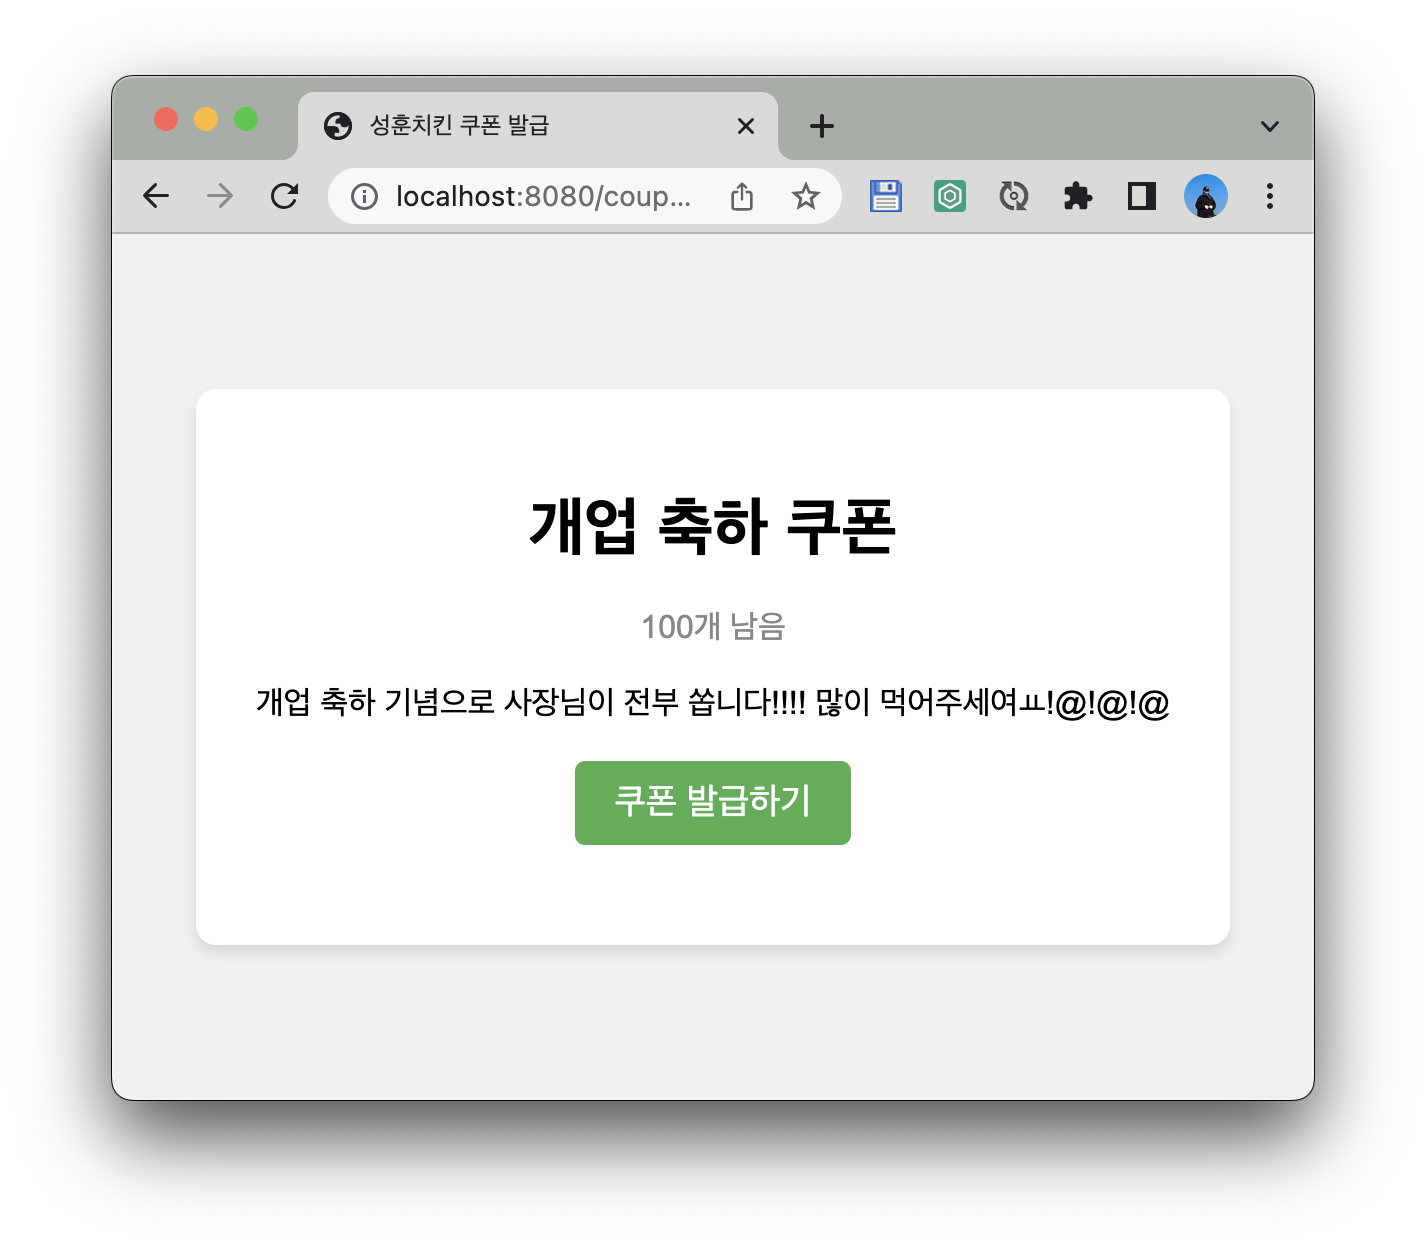 성훈치킨 쿠폰 발급
localhost:8080/coup...
개업 축하 쿠폰
100개 남음
개업 축하 기념으로 사장님이 전부 쏩니다!!!! 많이 먹어주세여ㅛ!@!@!@
쿠폰 발급하기